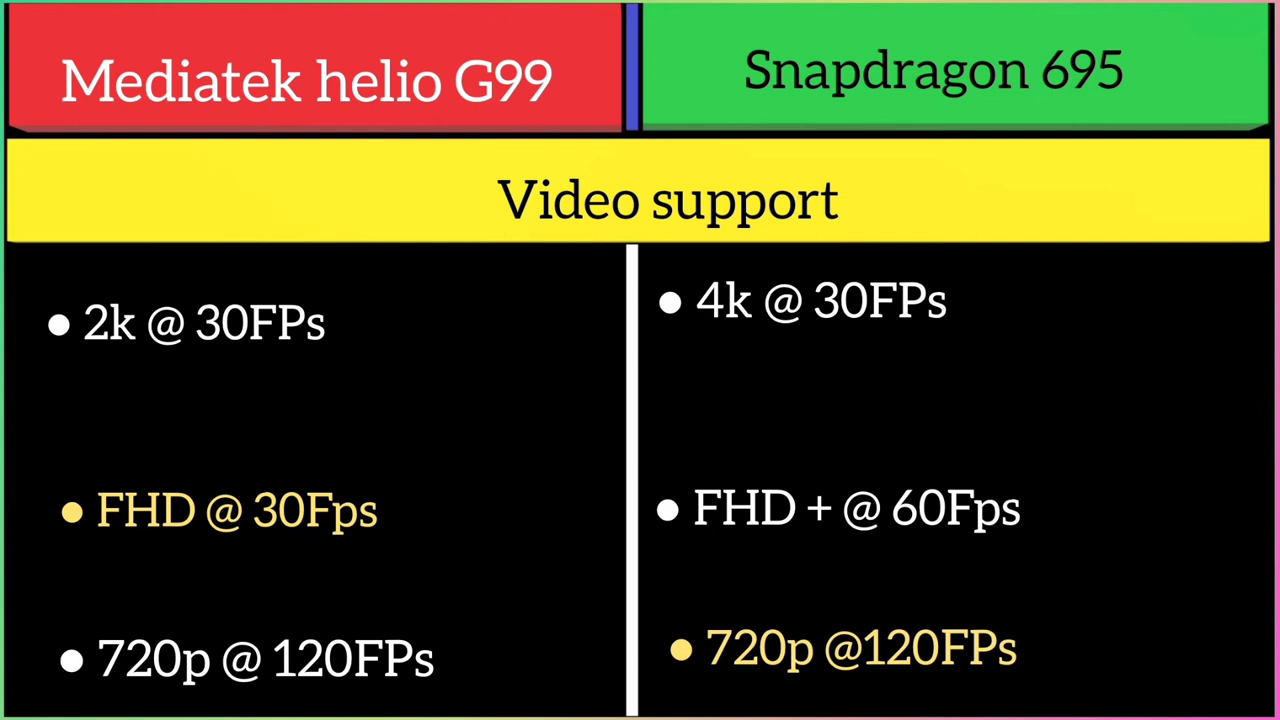 Mediatek helio G99
Snapdragon 695
Video support
• 2k @ 30FPs
• 4k @ 30FPs
• FHD @ 30Fps
• FHD + @ 60Fps
• 720p @ 120FPs
• 720p @120FPs